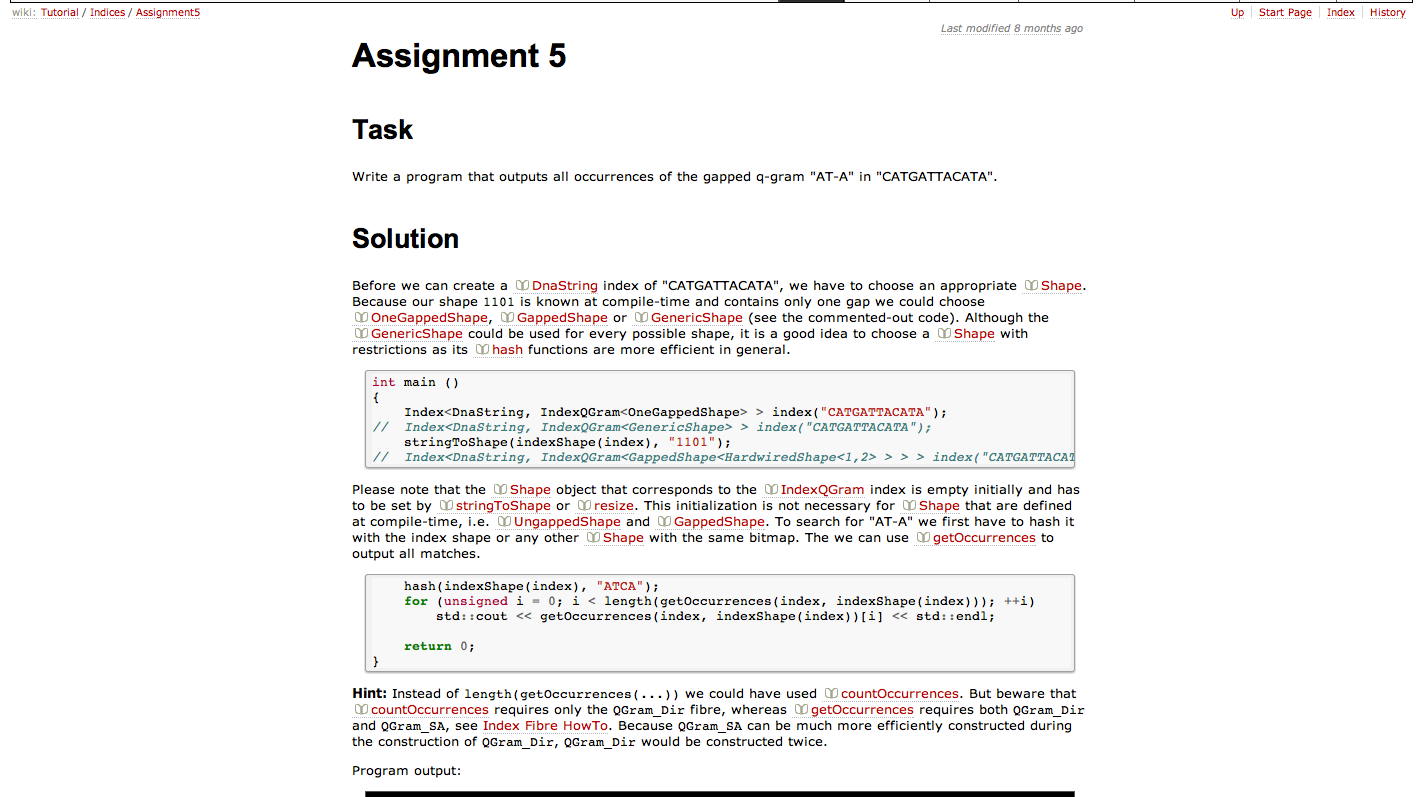 wiki: Tutorial / Indices / Assignment5
Up Start Page Index History
Last modified 8 months ago
Assignment 5
Task
Write a program that outputs all occurrences of the gapped q-gram "AT-A" in "CATGATTACATA".
Solution
Before we can create a DnaString index of "CATGATTACATA", we have to choose an appropriate Shape.
Because our shape 1101 is known at compile-time and contains only one gap we could choose
OneGappedShape, GappedShape or GenericShape (see the commented-out code). Although the
GenericShape could be used for every possible shape, it is a good idea to choose a Shape with
restrictions as its hash functions are more efficient in general.
int main ()
{
    Index<DnaString, IndexQGram<OneGappedShape> > index("CATGATTACATA");
//  Index<DnaString, IndexQGram<GenericShape> > index("CATGATTACATA");
    stringToShape(indexShape(index), "1101");
//  Index<DnaString, IndexQGram<GappedShape<HardwiredShape<1,2> > > > index("CATGATTACAT
Please note that the Shape object that corresponds to the IndexQGram index is empty initially and has
to be set by stringToShape or resize. This initialization is not necessary for Shape that are defined
at compile-time, i.e. UngappedShape and GappedShape. To search for "AT-A" we first have to hash it
with the index shape or any other Shape with the same bitmap. The we can use getOccurrences to
output all matches.
    hash(indexShape(index), "ATCA");
    for (unsigned i = 0; i < length(getOccurrences(index, indexShape(index))); ++i)
        std::cout << getOccurrences(index, indexShape(index))[i] << std::endl;
    return 0;
}
Hint: Instead of length(getOccurrences(...)) we could have used countOccurrences. But beware that
countOccurrences requires only the QGram_Dir fibre, whereas getOccurrences requires both QGram_Dir
and QGram_SA, see Index Fibre HowTo. Because QGram_SA can be much more efficiently constructed during
the construction of QGram_Dir, QGram_Dir would be constructed twice.
Program output: